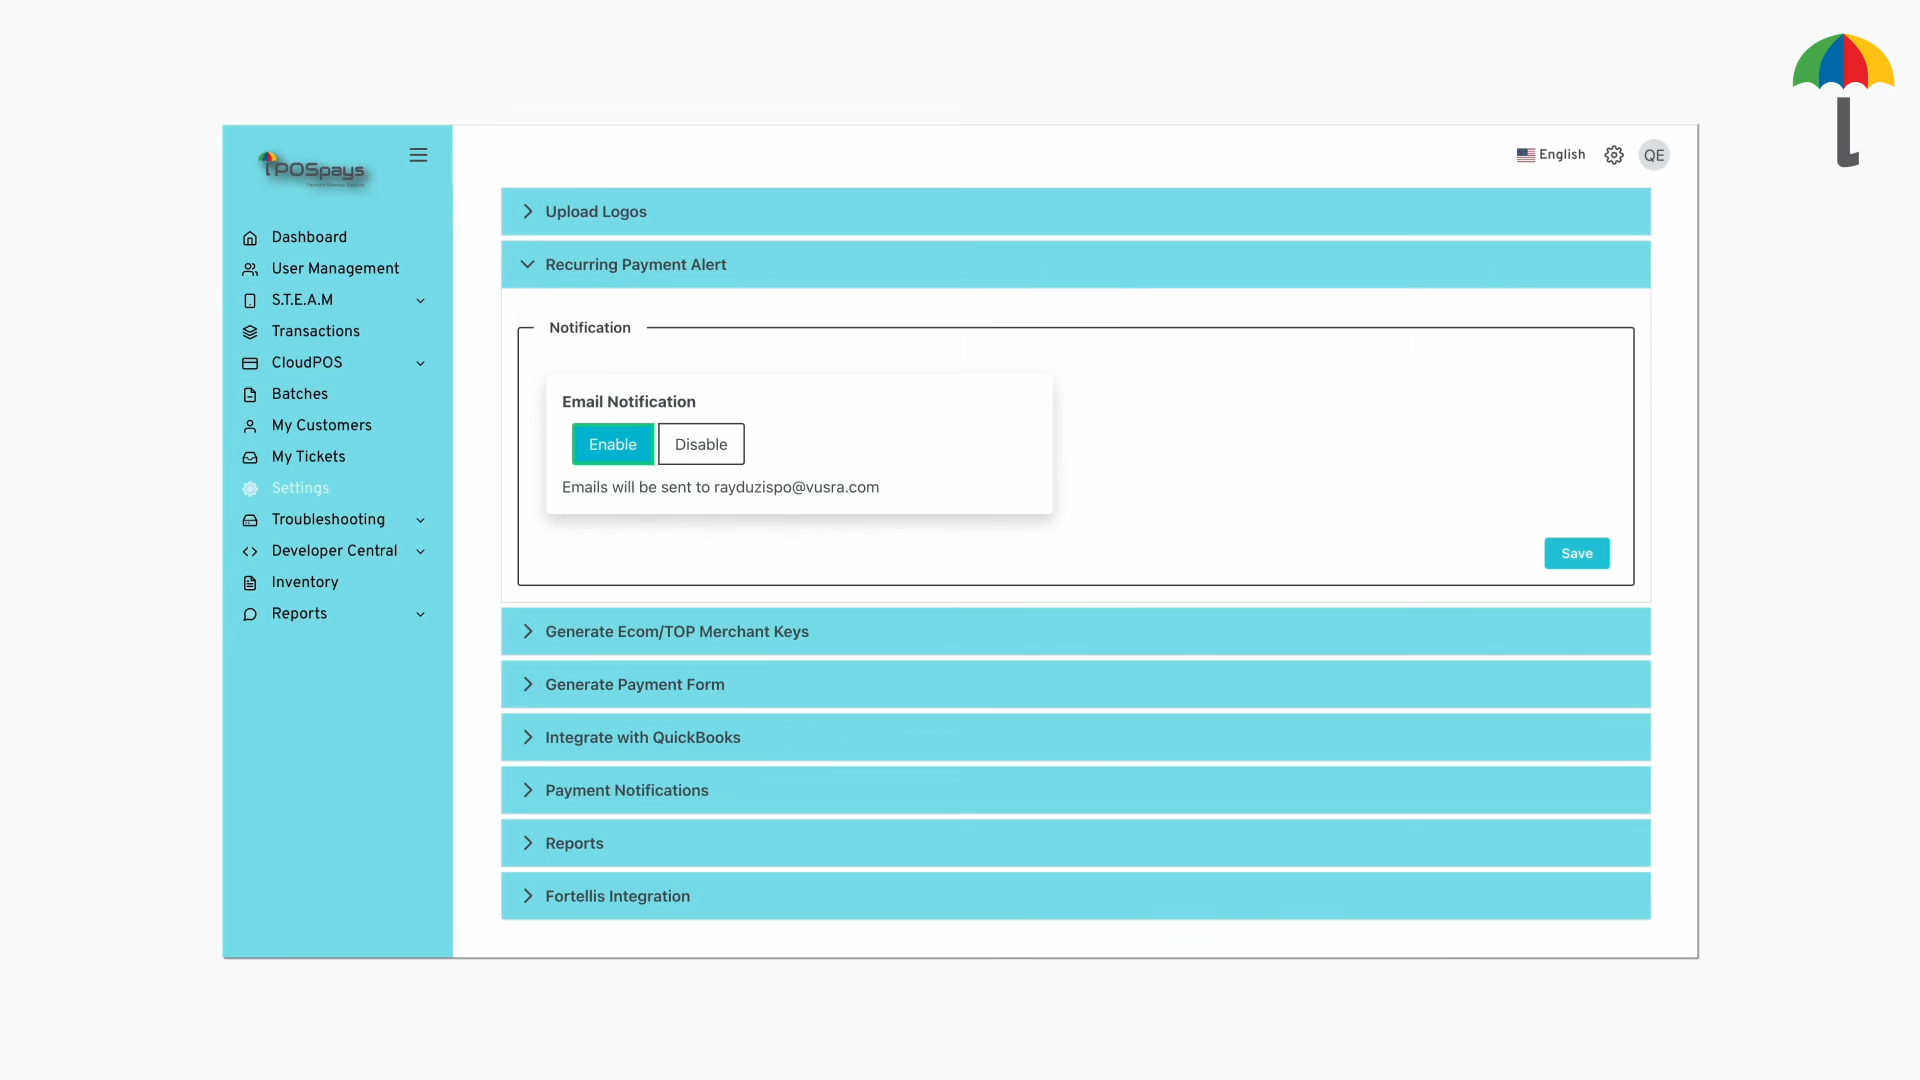 iPOSpays
English
QE
Dashboard
User Management
S.T.E.A.M
Transactions
CloudPOS
Batches
My Customers
My Tickets
Settings
Troubleshooting
Developer Central
Inventory
Reports
Upload Logos
Recurring Payment Alert
Notification
Email Notification
Enable Disable
Emails will be sent to rayduzispo@vusra.com
Save
Generate Ecom/TOP Merchant Keys
Generate Payment Form
Integrate with QuickBooks
Payment Notifications
Reports
Fortellis Integration